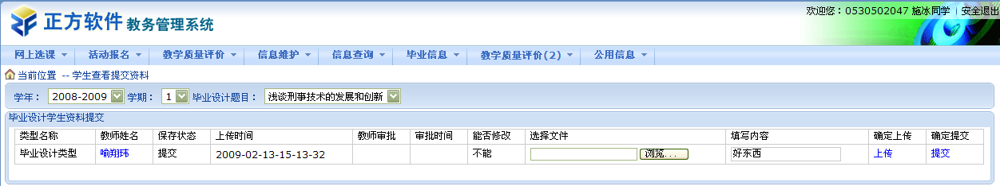 欢迎您：0530502047 施冰同学 | 安全退出
正方软件 教务管理系统
网上选课 活动报名 教学质量评价 信息维护 信息查询 毕业信息 教学质量评价(2) 公用信息
当前位置 -- 学生查看提交资料
学年： 2008-2009 学期： 1 毕业设计题目： 浅谈刑事技术的发展和创新
毕业设计学生资料提交
类型名称 教师姓名 保存状态 上传时间 教师审批 审批时间 能否修改 选择文件 填写内容 确定上传 确定提交
毕业设计类型 喻翔玮 提交 2009-02-13-15-13-32 不能 浏览... 好东西 上传 提交